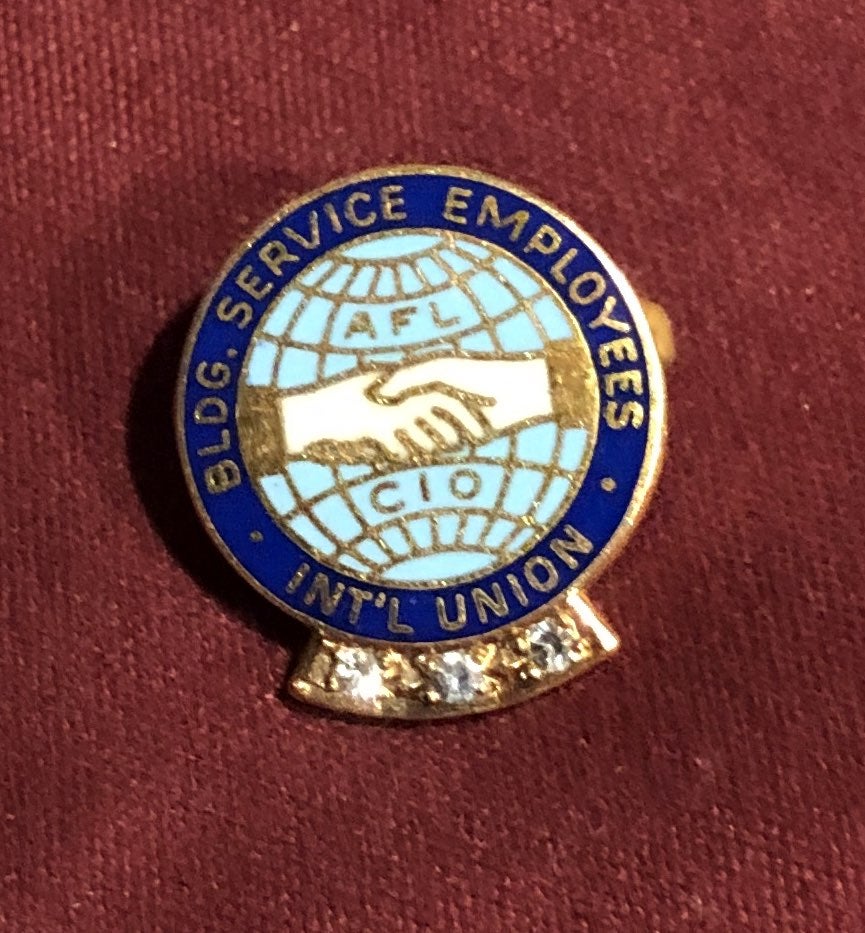 BLDG. SERVICE EMPLOYEES
AFL
CIO
INT'L UNION